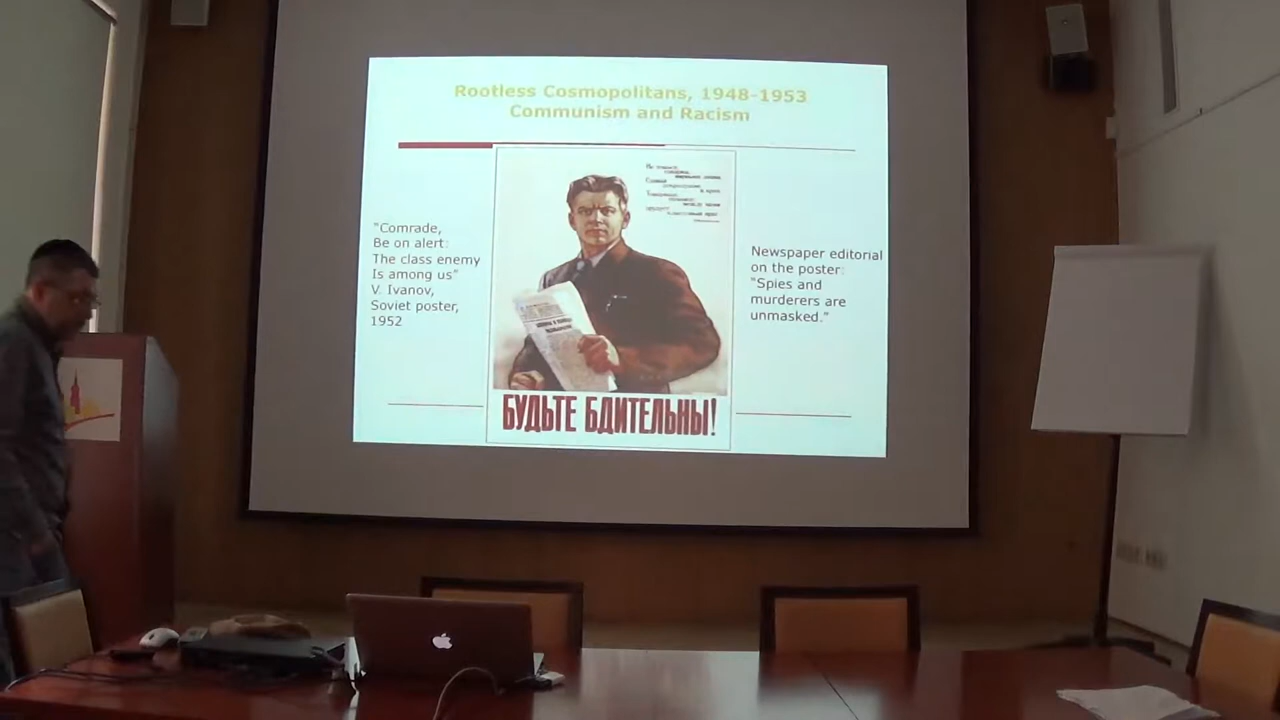 Rootless Cosmopolitans, 1948-1953
Communism and Racism
"Comrade,
Be on alert:
The class enemy
Is among us"
V. Ivanov,
Soviet poster,
1952
БУДЬТЕ БДИТЕЛЬНЫ!
Newspaper editorial
on the poster:
"Spies and
murderers are
unmasked."